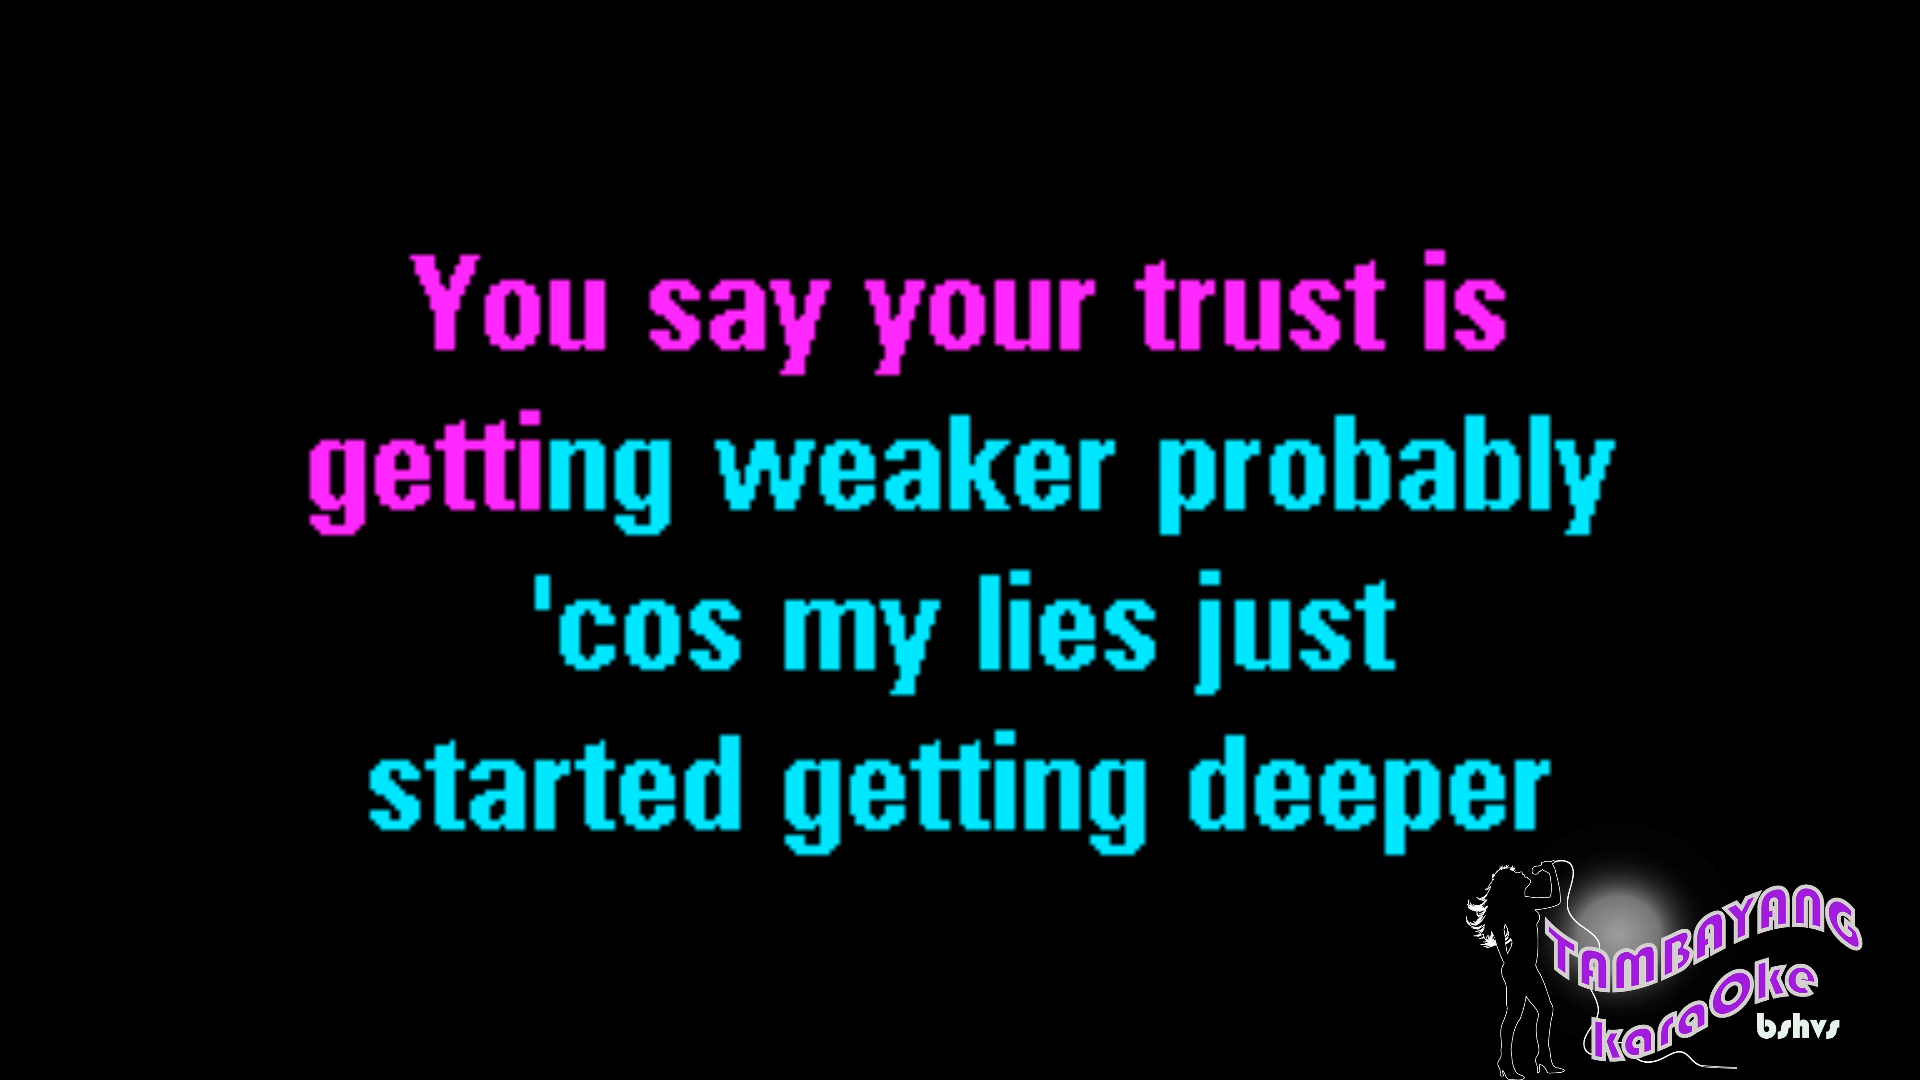 You say your trust is
getting weaker probably
'cos my lies just
started getting deeper
TAMBAYANG
karaOke
bshvs